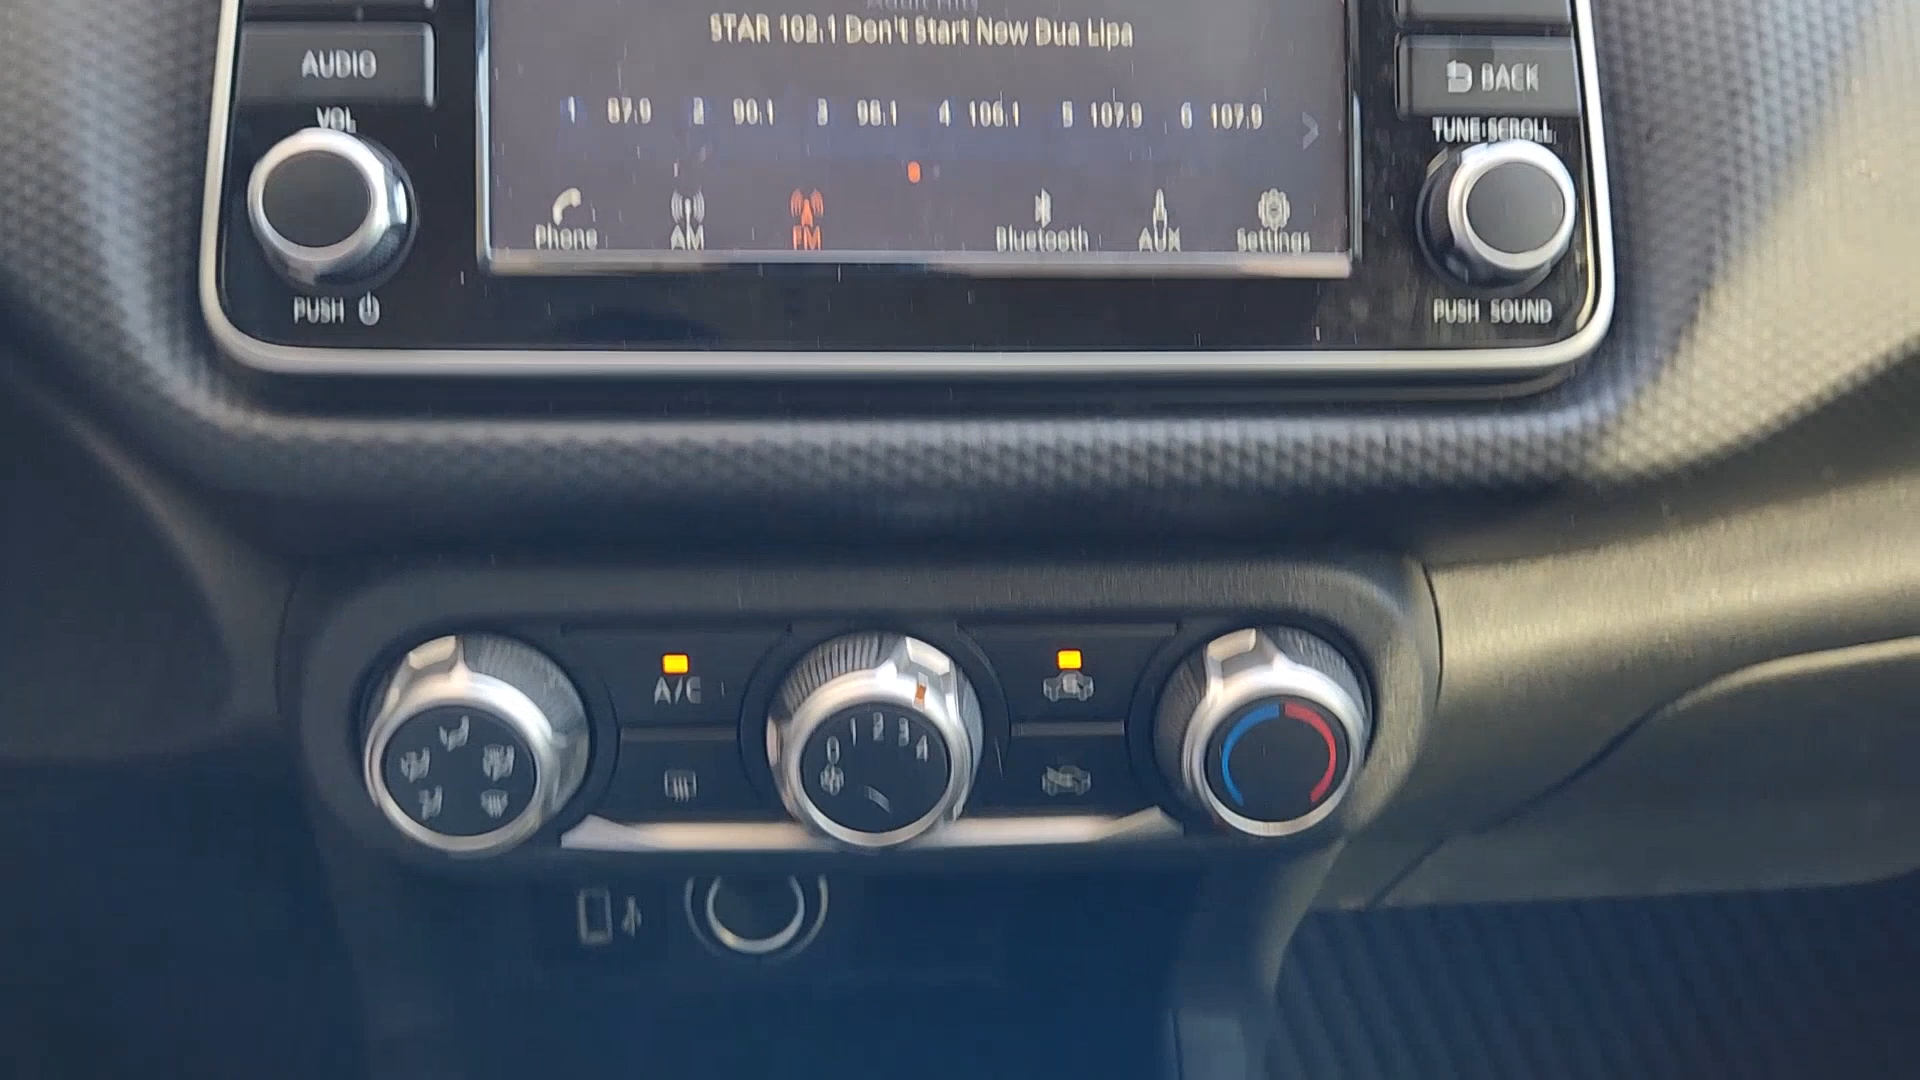 AUDIO
VOL
PUSH
Adult Hits
STAR 102.1 Don't Start Now Dua Lipa
1 87.9 2 90.1 3 98.1 4 106.1 5 107.9 6 107.9
Phone AM FM Bluetooth AUX Settings
BACK
TUNE·SCROLL
PUSH SOUND
A/C
0 1 2 3 4